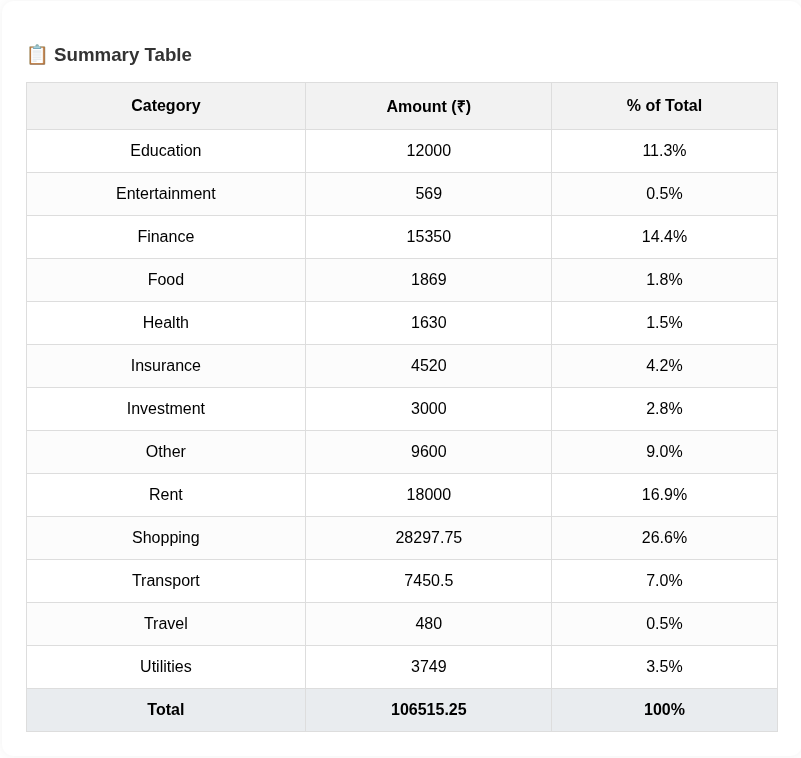 📋 Summary Table
Category Amount (₹) % of Total
Education 12000 11.3%
Entertainment 569 0.5%
Finance 15350 14.4%
Food 1869 1.8%
Health 1630 1.5%
Insurance 4520 4.2%
Investment 3000 2.8%
Other 9600 9.0%
Rent 18000 16.9%
Shopping 28297.75 26.6%
Transport 7450.5 7.0%
Travel 480 0.5%
Utilities 3749 3.5%
Total 106515.25 100%